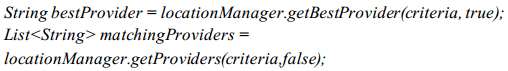 String bestProvider = locationManager.getBestProvider(criteria, true);
List<String> matchingProviders =
locationManager.getProviders(criteria,false);